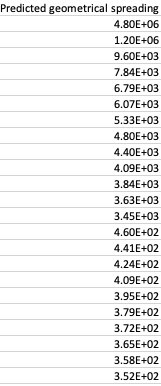 Predicted geometrical spreading
4.80E+06
1.20E+06
9.60E+03
7.84E+03
6.79E+03
6.07E+03
5.33E+03
4.80E+03
4.40E+03
4.09E+03
3.84E+03
3.63E+03
3.45E+03
4.60E+02
4.41E+02
4.24E+02
4.09E+02
3.95E+02
3.79E+02
3.72E+02
3.65E+02
3.58E+02
3.52E+02